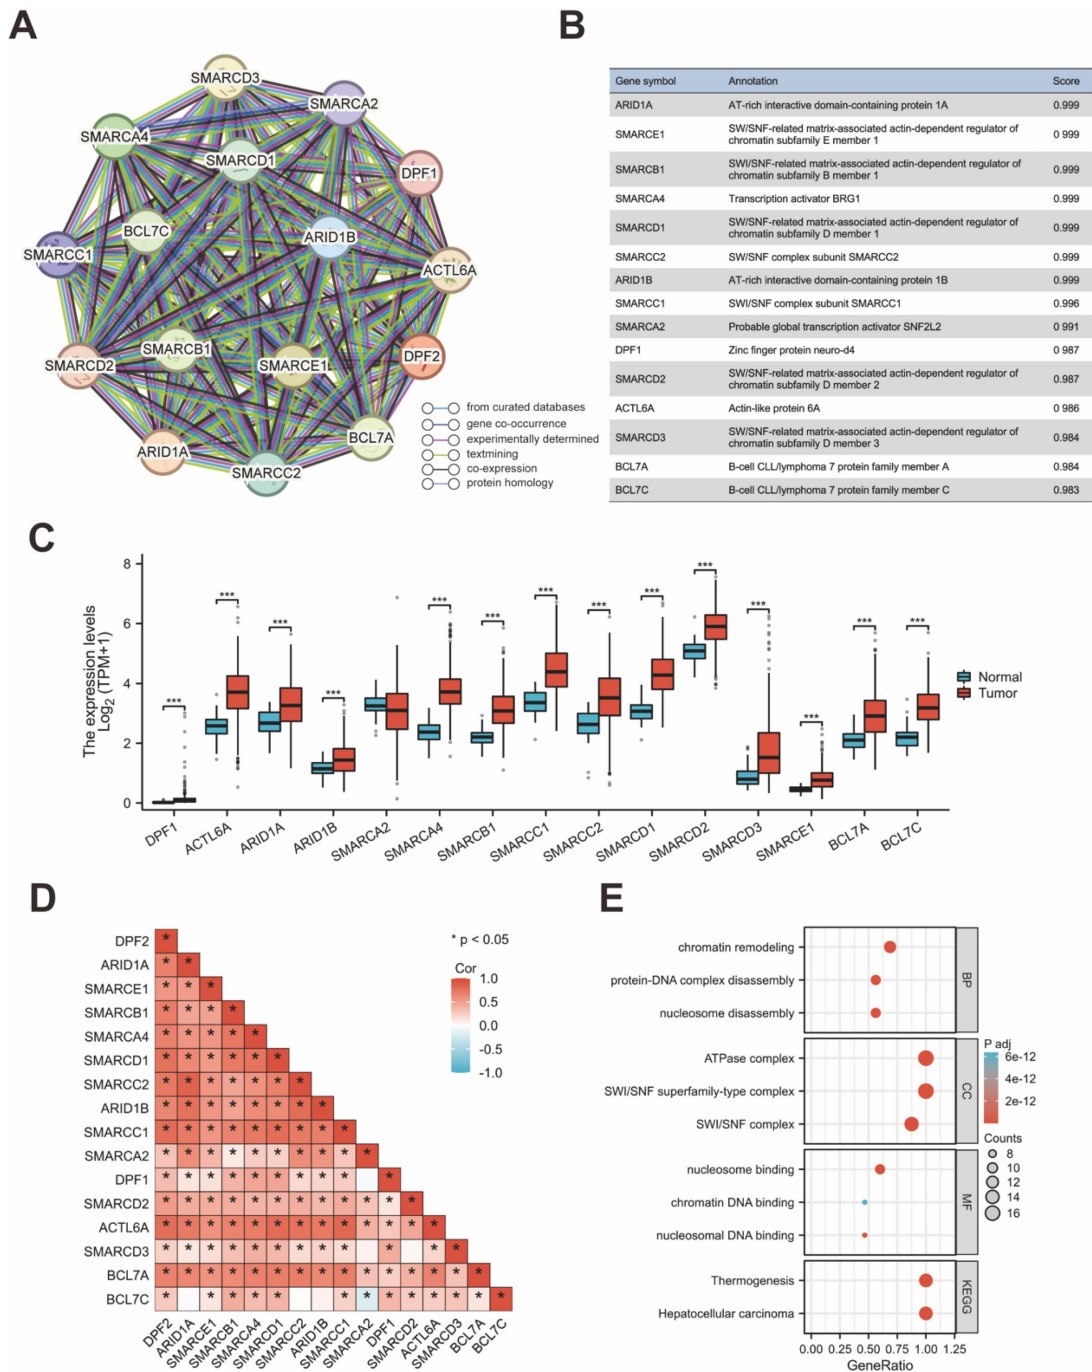 A
SMARCD3
SMARCA2
SMARCA4
SMARCD1
DPF1
BCL7C
ARID1B
SMARCC1
ACTL6A
SMARCB1
DPF2
SMARCD2
SMARCE1
BCL7A
ARID1A
SMARCC2
from curated databases
gene co-occurrence
experimentally determined
textmining
co-expression
protein homology
B
Gene symbol Annotation Score
ARID1A AT-rich interactive domain-containing protein 1A 0.999
SMARCE1 SW/SNF-related matrix-associated actin-dependent regulator of chromatin subfamily E member 1 0 999
SMARCB1 SWI/SNF-related matrix-associated actin-dependent regulator of chromatin subfamily B member 1 0.999
SMARCA4 Transcription activator BRG1 0.999
SMARCD1 SW/SNF-related matrix-associated actin-dependent regulator of chromatin subfamily D member 1 0.999
SMARCC2 SW/SNF complex subunit SMARCC2 0.999
ARID1B AT-rich interactive domain-containing protein 1B 0.999
SMARCC1 SWI/SNF complex subunit SMARCC1 0.996
SMARCA2 Probable global transcription activator SNF2L2 0 991
DPF1 Zinc finger protein neuro-d4 0.987
SMARCD2 SW/SNF-related matrix-associated actin-dependent regulator of chromatin subfamily D member 2 0.987
ACTL6A Actin-like protein 6A 0.986
SMARCD3 SW/SNF-related matrix-associated actin-dependent regulator of chromatin subfamily D member 3 0.984
BCL7A B-cell CLL/lymphoma 7 protein family member A 0.984
BCL7C B-cell CLL/lymphoma 7 protein family member C 0.983
C
The expression levels
Log2 (TPM+1)
8
6
4
2
0
*** *** *** *** *** *** *** *** *** *** *** *** *** ***
DPF1 ACTL6A ARID1A ARID1B SMARCA2 SMARCA4 SMARCB1 SMARCC1 SMARCC2 SMARCD1 SMARCD2 SMARCD3 SMARCE1 BCL7A BCL7C
Normal
Tumor
D
* p < 0.05
Cor
1.0
0.5
0.0
-0.5
-1.0
DPF2
ARID1A
SMARCE1
SMARCB1
SMARCA4
SMARCD1
SMARCC2
ARID1B
SMARCC1
SMARCA2
DPF1
SMARCD2
ACTL6A
SMARCD3
BCL7A
BCL7C
DPF2 ARID1A SMARCE1 SMARCB1 SMARCA4 SMARCD1 SMARCC2 ARID1B SMARCC1 SMARCA2 DPF1 SMARCD2 ACTL6A SMARCD3 BCL7A BCL7C
E
chromatin remodeling
protein-DNA complex disassembly
nucleosome disassembly
BP
ATPase complex
SWI/SNF superfamily-type complex
SWI/SNF complex
CC
nucleosome binding
chromatin DNA binding
nucleosomal DNA binding
MF
Thermogenesis
Hepatocellular carcinoma
KEGG
0.00 0.25 0.50 0.75 1.00 1.25
GeneRatio
P adj
6e-12
4e-12
2e-12
Counts
8
10
12
14
16